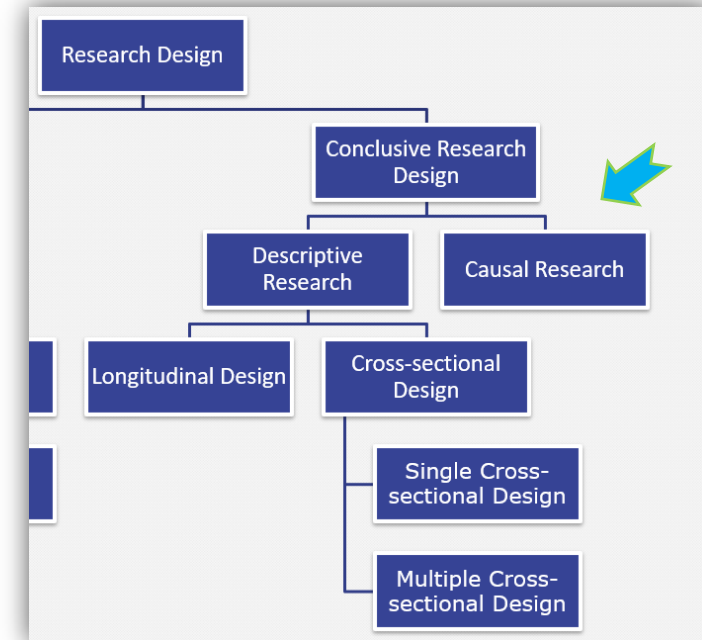 Research Design
Conclusive Research
Design
Descriptive
Research
Causal Research
Longitudinal Design
Cross-sectional
Design
Single Cross-
sectional Design
Multiple Cross-
sectional Design